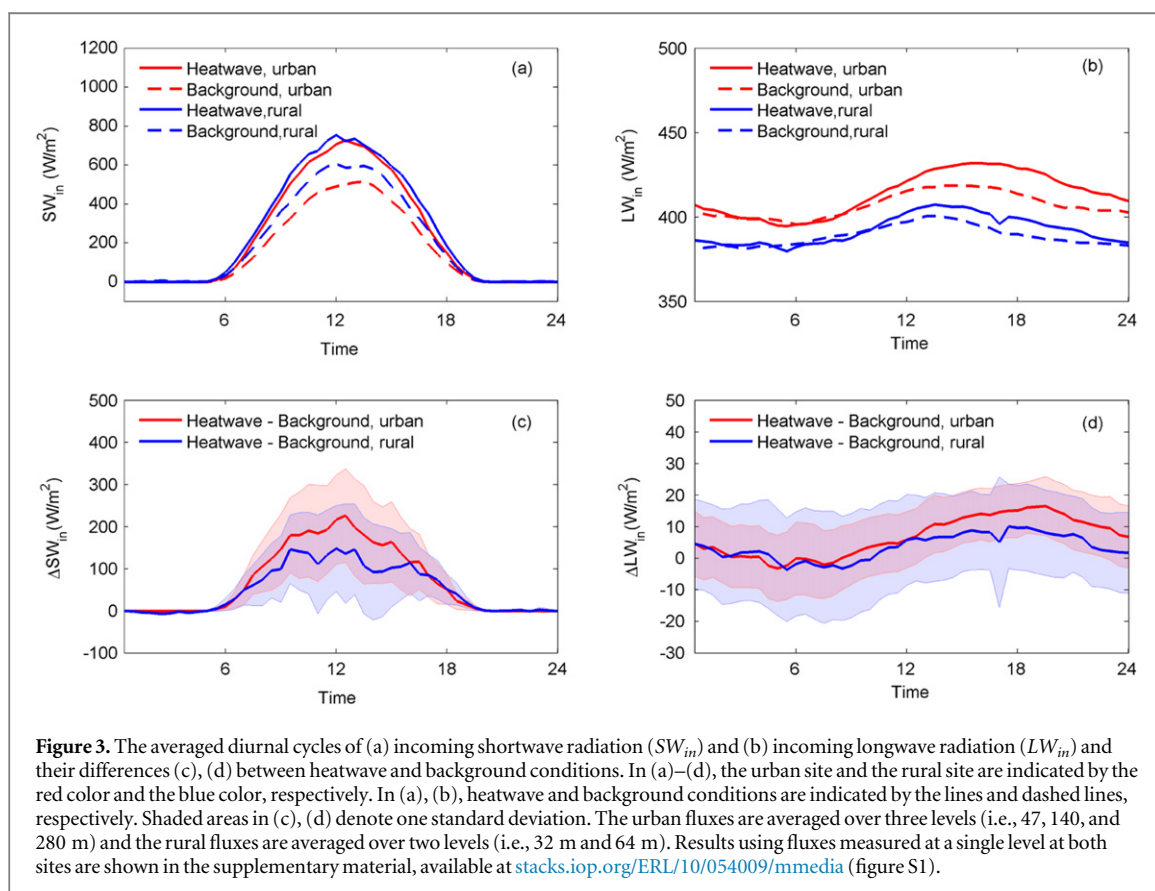 1200
1000
800
600
400
200
0
SW_in (W/m²)
Heatwave, urban
Background, urban
Heatwave,rural
Background,rural
(a)
6 12 18 24
Time
500
450
400
350
LW_in (W/m²)
Heatwave, urban
Background, urban
Heatwave,rural
Background,rural
(b)
6 12 18 24
Time
500
400
300
200
100
0
-100
ΔSW_in (W/m²)
Heatwave - Background, urban
Heatwave - Background, rural
(c)
6 12 18 24
Time
50
40
30
20
10
0
-10
-20
-30
ΔLW_in (W/m²)
Heatwave - Background, urban
Heatwave - Background, rural
(d)
6 12 18 24
Time
Figure 3. The averaged diurnal cycles of (a) incoming shortwave radiation (SW_in) and (b) incoming longwave radiation (LW_in) and
their differences (c), (d) between heatwave and background conditions. In (a)–(d), the urban site and the rural site are indicated by the
red color and the blue color, respectively. In (a), (b), heatwave and background conditions are indicated by the lines and dashed lines,
respectively. Shaded areas in (c), (d) denote one standard deviation. The urban fluxes are averaged over three levels (i.e., 47, 140, and
280 m) and the rural fluxes are averaged over two levels (i.e., 32 m and 64 m). Results using fluxes measured at a single level at both
sites are shown in the supplementary material, available at stacks.iop.org/ERL/10/054009/mmedia (figure S1).